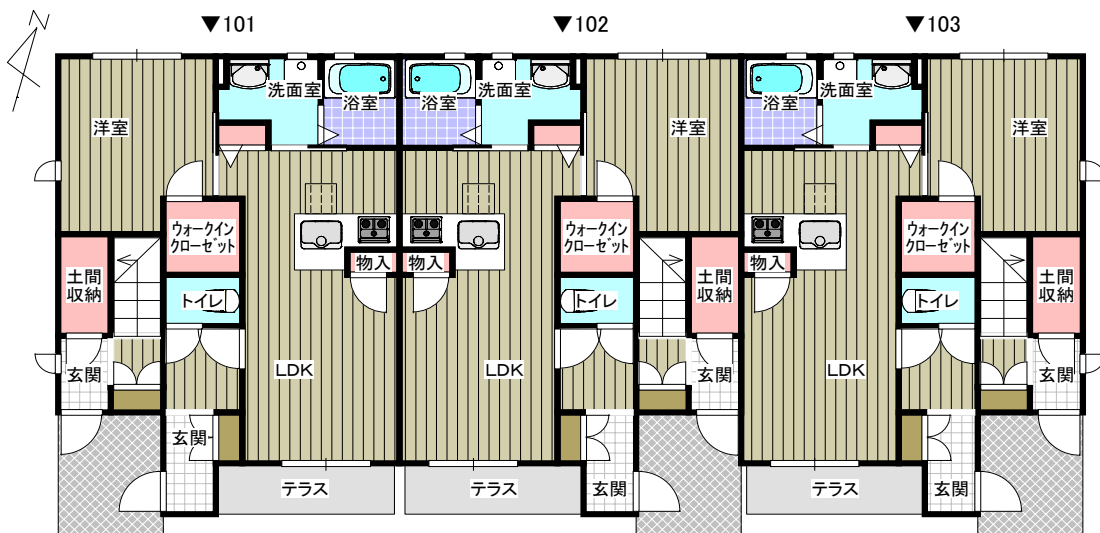 N
▼101
▼102
▼103
洋室
洗面室
浴室
浴室
洗面室
洋室
浴室
洗面室
洋室
ウォークイン
クローゼット
ウォークイン
クローゼット
ウォークイン
クローゼット
物入
物入
物入
土間
収納
トイレ
トイレ
土間
収納
トイレ
土間
収納
玄関
LDK
LDK
玄関
LDK
玄関
玄関
テラス
テラス
玄関
テラス
玄関